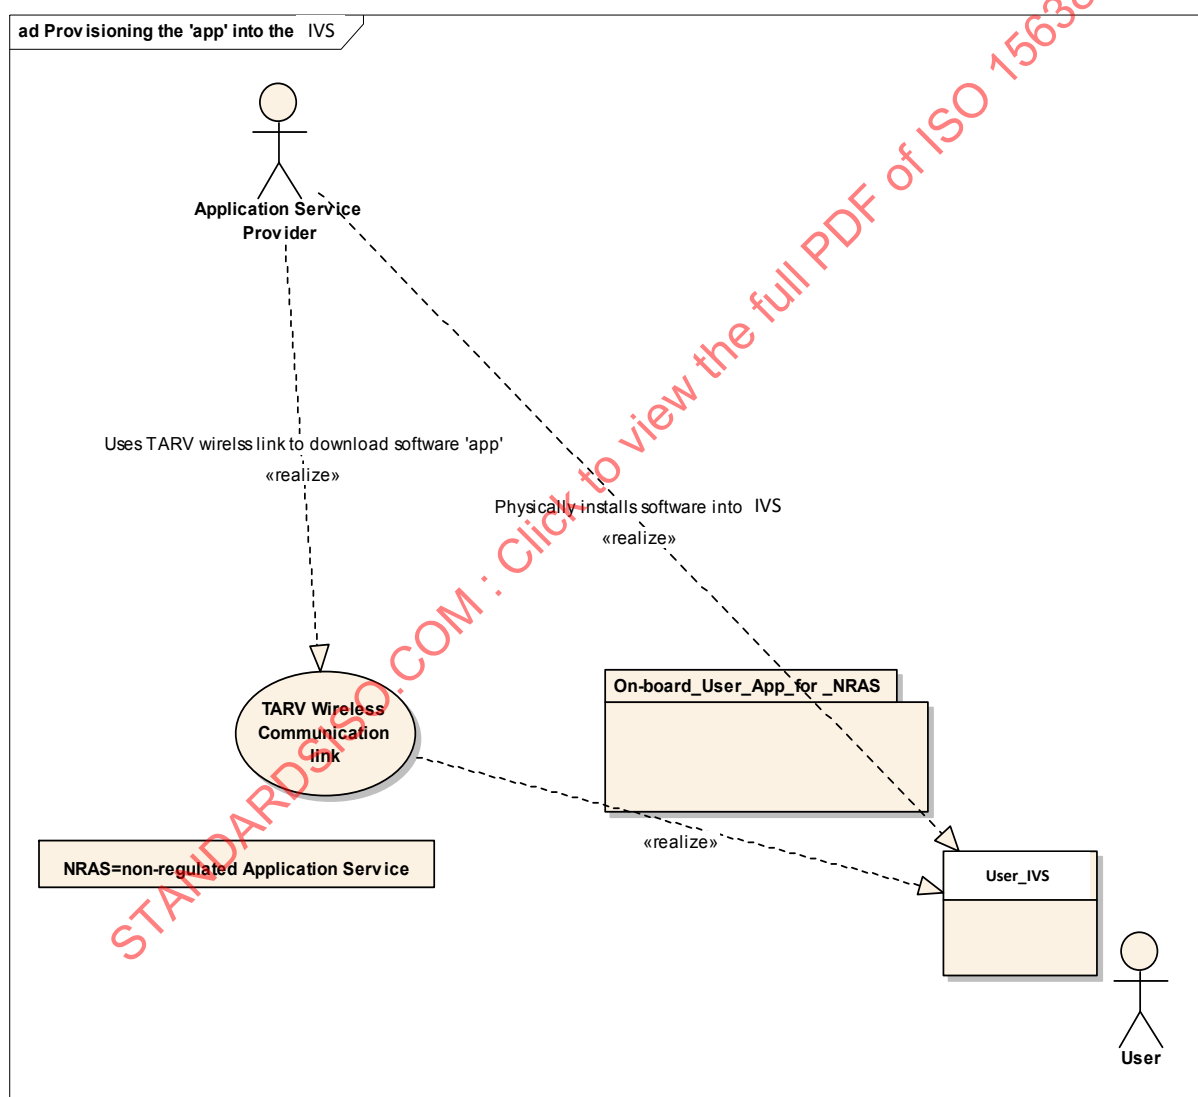 ad Provisioning the 'app' into the IVS
Application Service
Provider
Uses TARV wirelss link to download software 'app'
«realize»
Physically installs software into IVS
«realize»
TARV Wireless
Communication
link
On-board_User_App_for _NRAS
«realize»
NRAS=non-regulated Application Service
User_IVS
User
STANDARDSISO.COM : Click to view the full PDF of ISO 1563